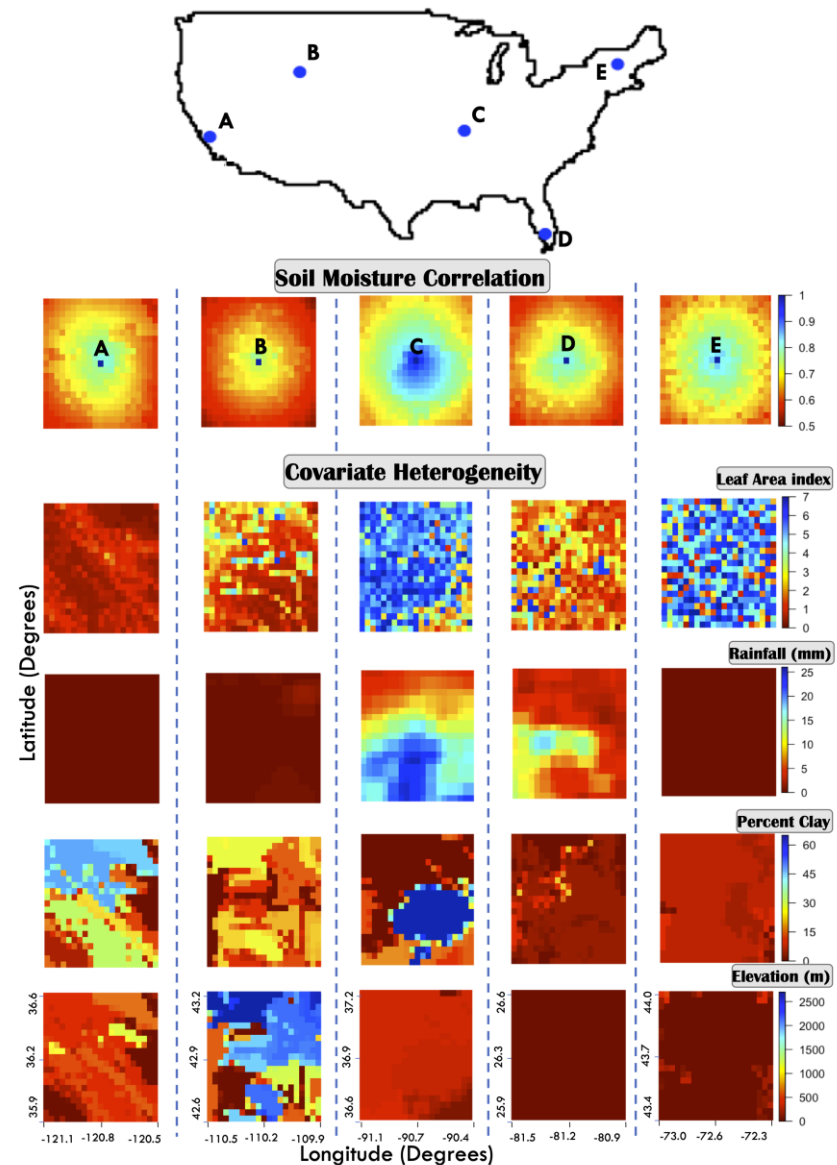 B
E
A
C
D
Soil Moisture Correlation
A
B
C
D
E
1
0.9
0.8
0.7
0.6
0.5
Covariate Heterogeneity
Leaf Area index
7
6
5
4
3
2
1
0
Latitude (Degrees)
Rainfall (mm)
25
20
15
10
5
0
Percent Clay
60
45
30
15
0
Elevation (m)
2500
2000
1500
1000
500
0
36.6
36.2
35.9
43.2
42.9
42.6
37.2
36.9
36.6
26.6
26.3
25.9
44.0
43.7
43.4
-121.1 -120.8 -120.5
-110.5 -110.2 -109.9
-91.1 -90.7 -90.4
-81.5 -81.2 -80.9
-73.0 -72.6 -72.3
Longitude (Degrees)